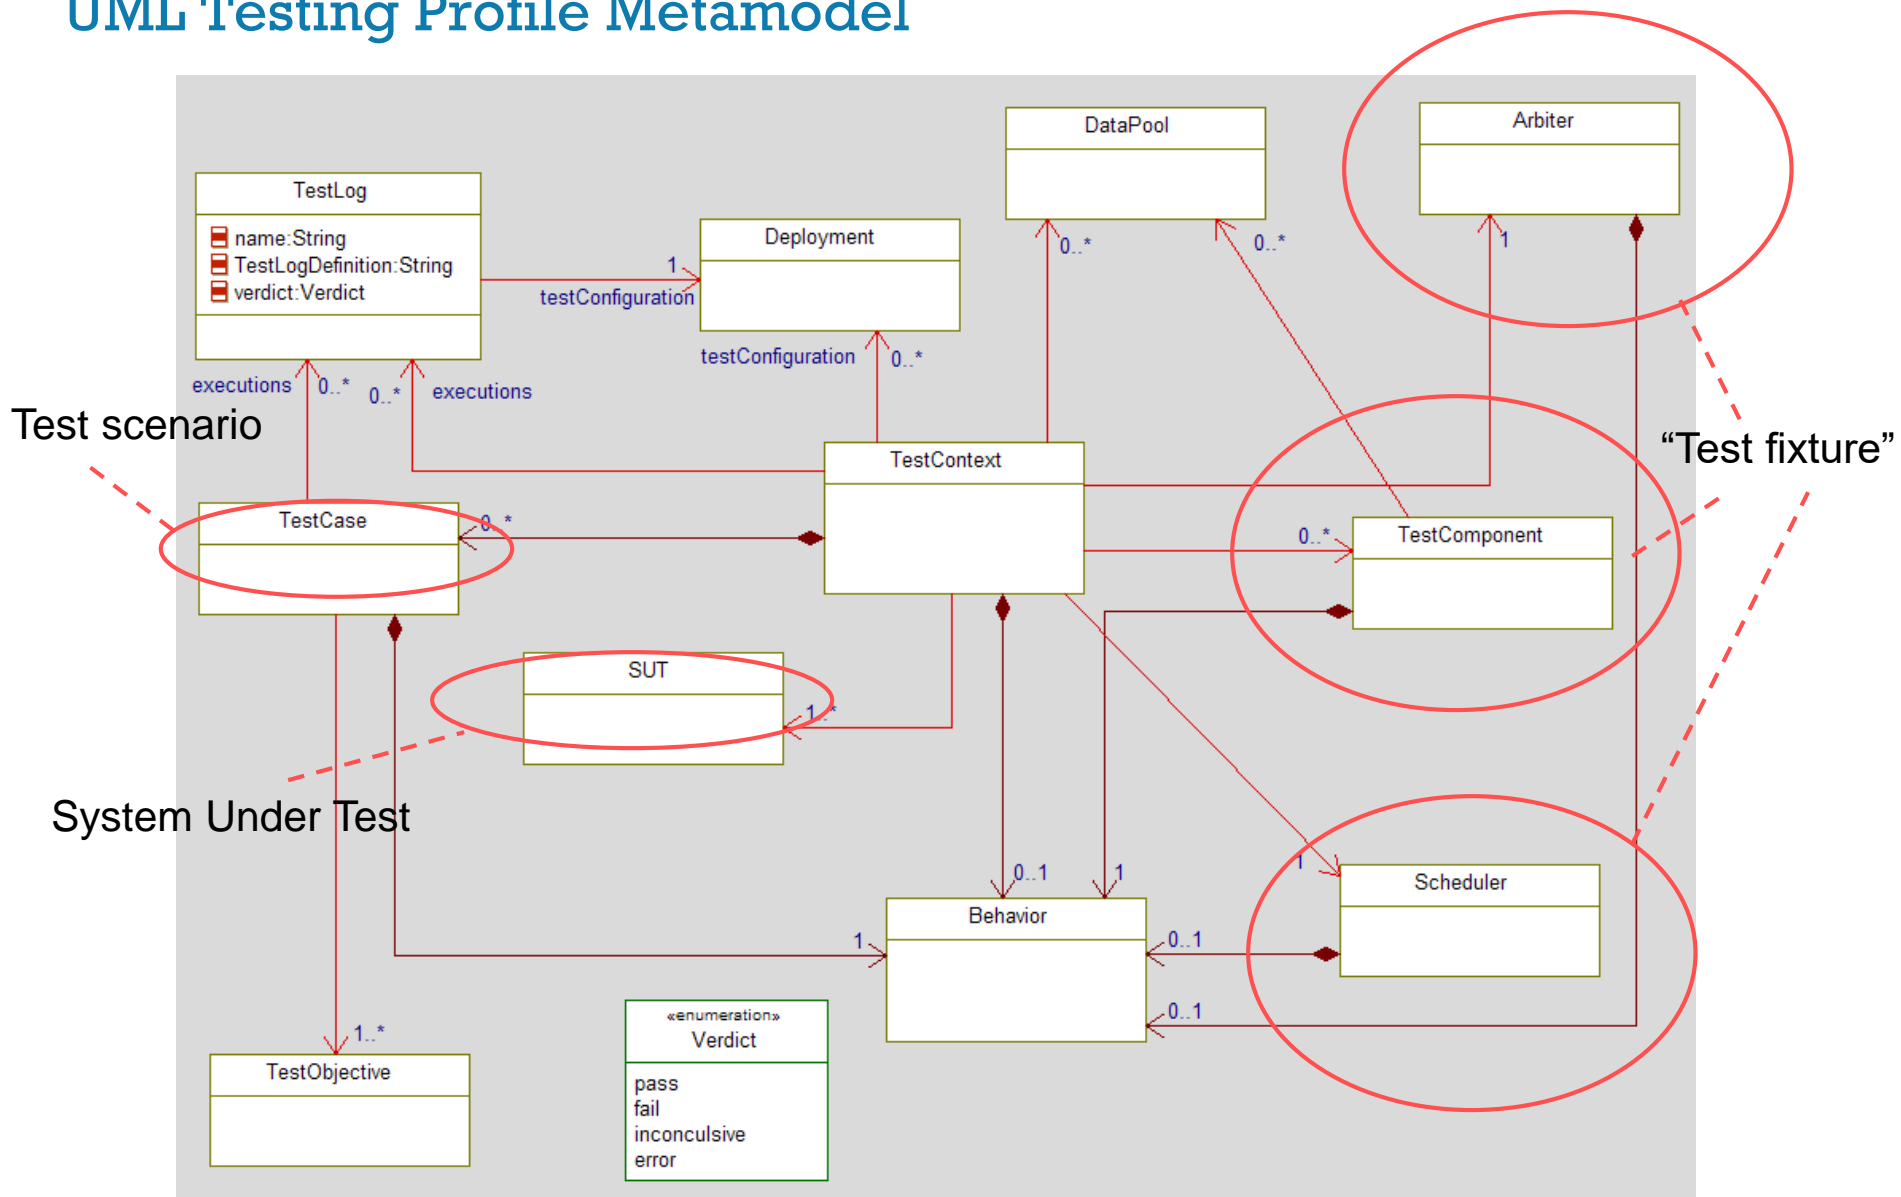 UML Testing Profile Metamodel
DataPool
Arbiter
TestLog
name:String
TestLogDefinition:String
verdict:Verdict
Deployment
1
testConfiguration
0..*
0..*
1
testConfiguration
0..*
executions
0..*
0..*
executions
Test scenario
“Test fixture”
TestContext
TestCase
0..*
0..*
TestComponent
SUT
1..*
System Under Test
0..1
1
1
Scheduler
Behavior
1
0..1
0..1
1..*
TestObjective
«enumeration»
Verdict
pass
fail
inconculsive
error